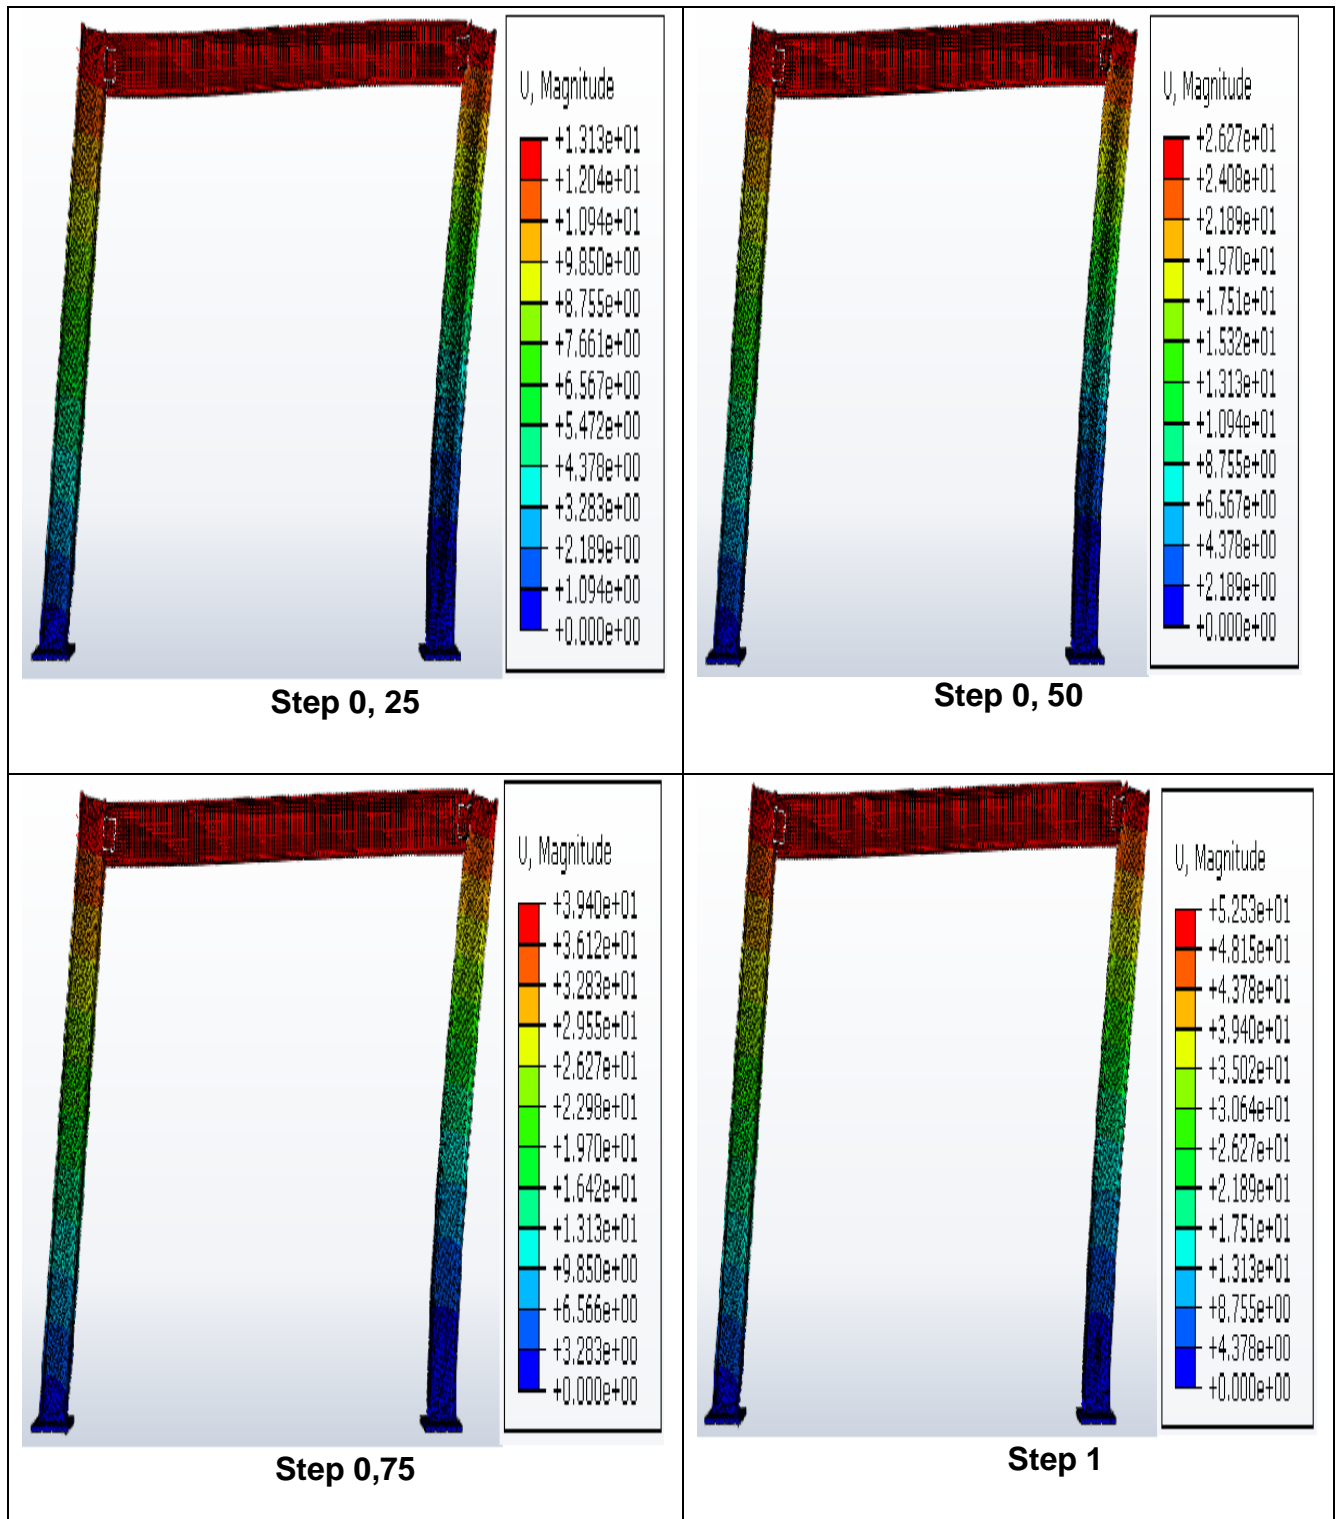 U, Magnitude
+1.313e+01
+1.204e+01
+1.094e+01
+9.850e+00
+8.755e+00
+7.661e+00
+6.567e+00
+5.472e+00
+4.378e+00
+3.283e+00
+2.189e+00
+1.094e+00
+0.000e+00
Step 0, 25
U, Magnitude
+2.627e+01
+2.408e+01
+2.189e+01
+1.970e+01
+1.751e+01
+1.532e+01
+1.313e+01
+1.094e+01
+8.755e+00
+6.567e+00
+4.378e+00
+2.189e+00
+0.000e+00
Step 0, 50
U, Magnitude
+3.940e+01
+3.612e+01
+3.283e+01
+2.955e+01
+2.627e+01
+2.298e+01
+1.970e+01
+1.642e+01
+1.313e+01
+9.850e+00
+6.566e+00
+3.283e+00
+0.000e+00
Step 0,75
U, Magnitude
+5.253e+01
+4.815e+01
+4.378e+01
+3.940e+01
+3.502e+01
+3.064e+01
+2.627e+01
+2.189e+01
+1.751e+01
+1.313e+01
+8.755e+00
+4.378e+00
+0.000e+00
Step 1